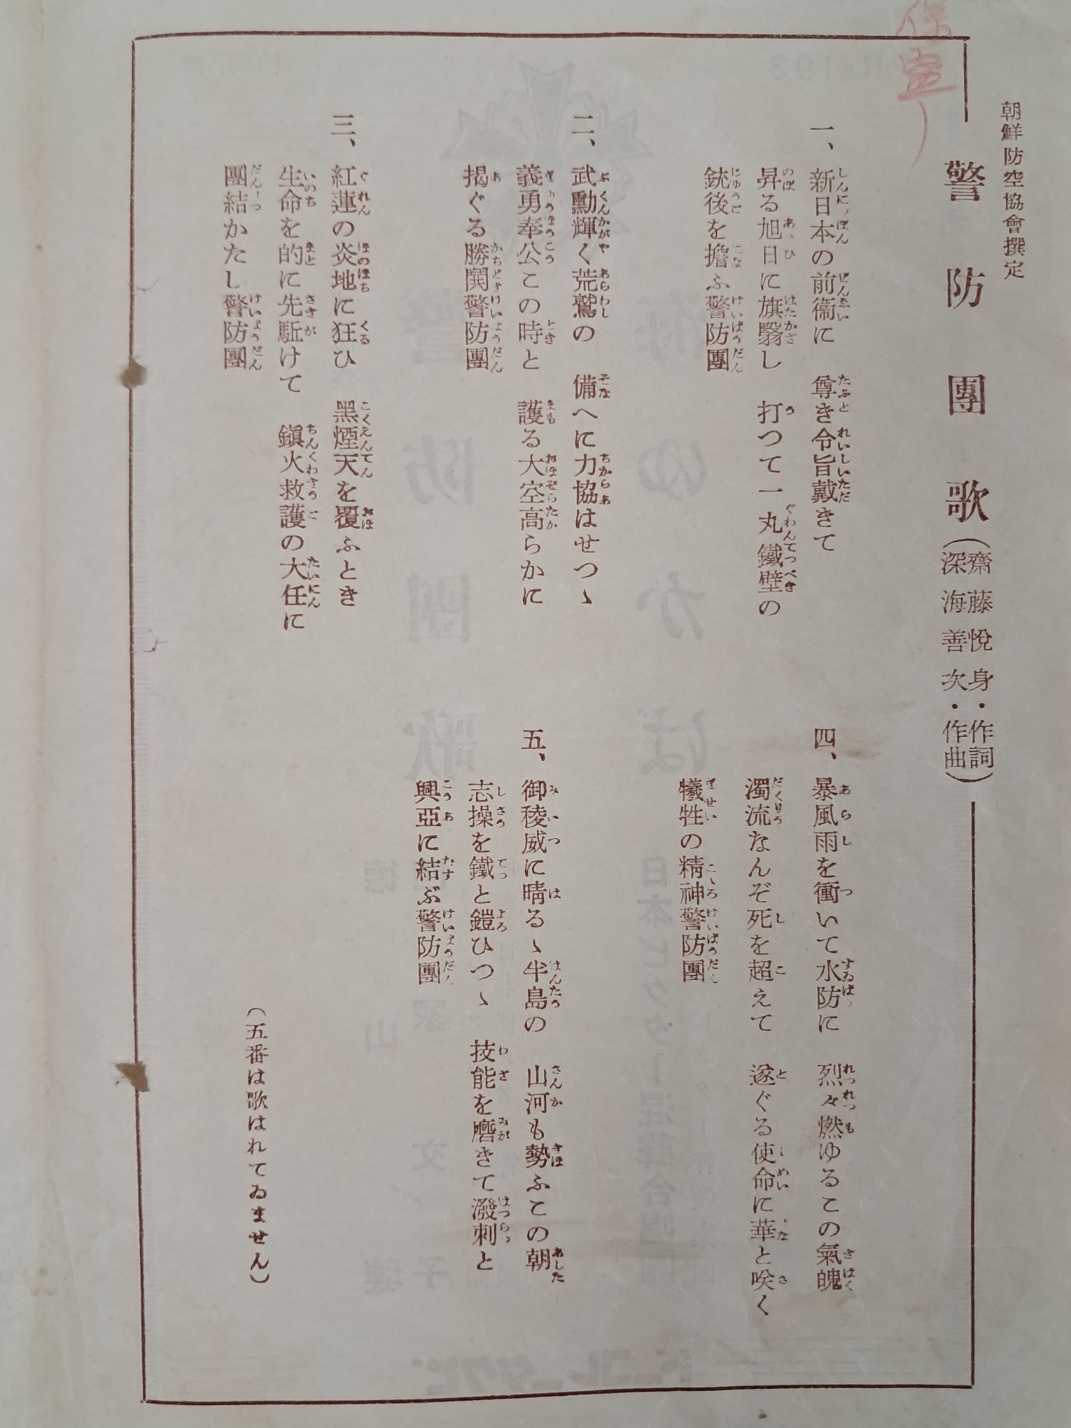 朝鮮防空協會撰定
警防團歌(齋藤悅身・作詞 深海善次・作曲)
一、新日本の前衞に 尊き令旨戴きて
昇る旭日に旗翳し 打つて一丸鐵壁の
銃後を擔ふ警防團
二、武勳輝く荒鷲の 備へに力協はせつゝ
義勇奉公この時と 護る大空高らかに
揭ぐる勝鬨警防團
三、紅蓮の炎地に狂ひ 黑煙天を覆ふとき
生命を的に先駈けて 鎭火救護の大任に
團結かたし警防團
四、暴風雨を衝いて水防に 烈々燃ゆるこの氣魄
濁流なんぞ死を超えて 遂ぐる使命に華と咲く
犧牲の精神警防團
五、御稜威に晴るゝ半島の 山河も勢ふこの朝
志操を鐵と鎧ひつゝ 技能を磨きて潑剌と
興亞に結ぶ警防團
(五番は歌はれてゐません)